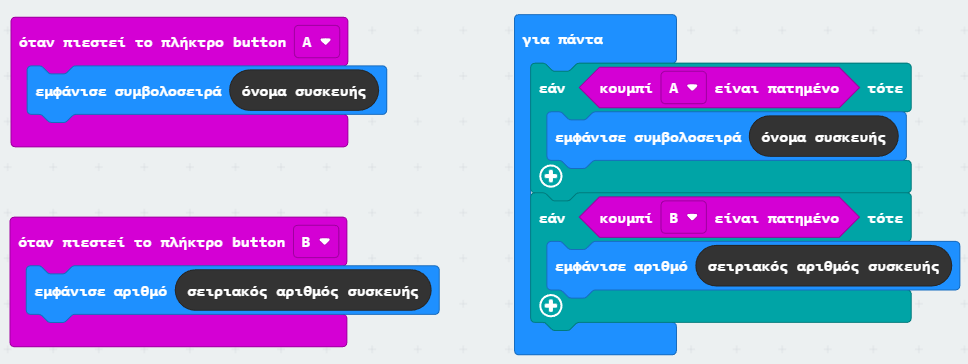 όταν πιεστεί το πλήκτρο button A
εμφάνισε συμβολοσειρά όνομα συσκευής
όταν πιεστεί το πλήκτρο button B
εμφάνισε αριθμό σειριακός αριθμός συσκευής
για πάντα
εάν κουμπί A είναι πατημένο τότε
εμφάνισε συμβολοσειρά όνομα συσκευής
εάν κουμπί B είναι πατημένο τότε
εμφάνισε αριθμό σειριακός αριθμός συσκευής